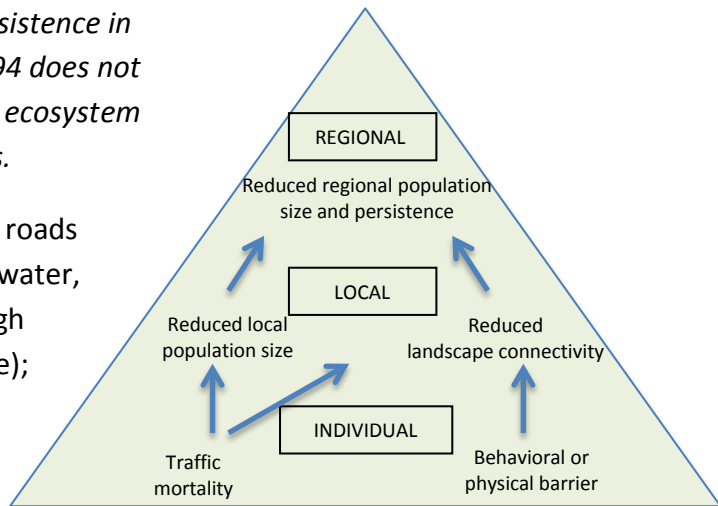 sistence in
94 does not
ecosystem
s.
roads
water,
gh
e);
REGIONAL
Reduced regional population
size and persistence
LOCAL
Reduced local
population size
Reduced
landscape connectivity
INDIVIDUAL
Traffic
mortality
Behavioral or
physical barrier